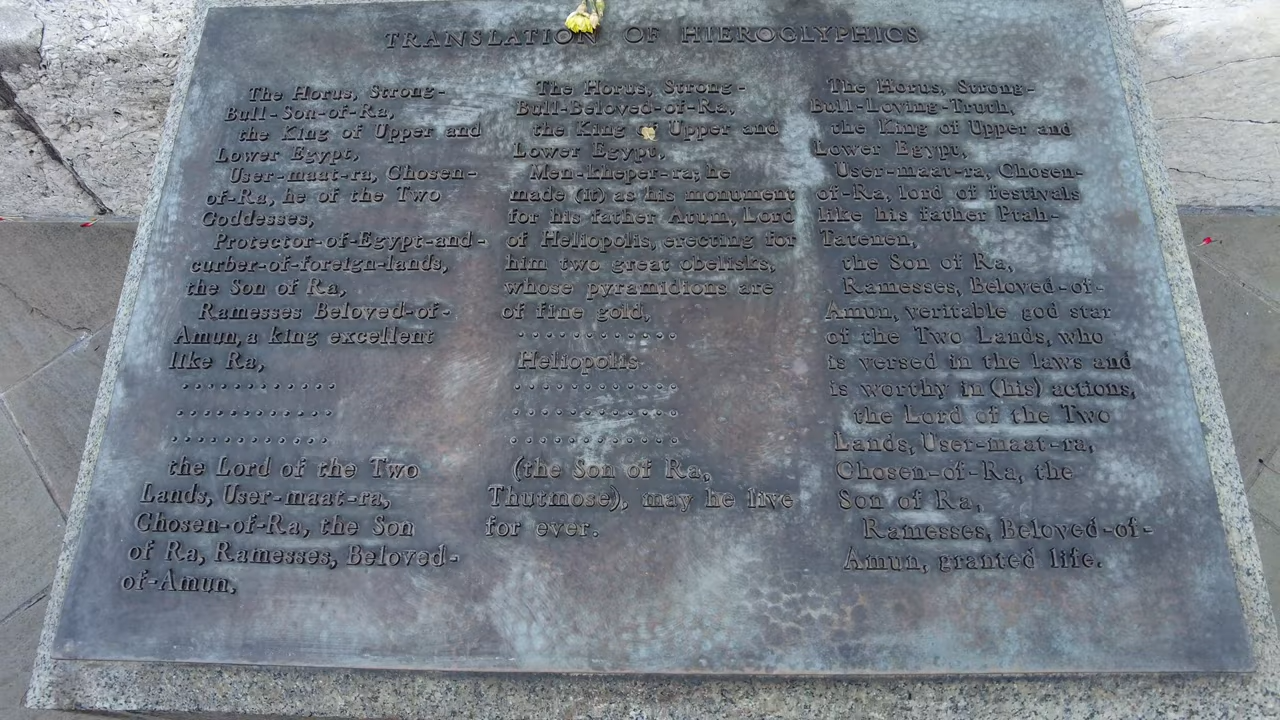 TRANSLATION OF HIEROGLYPHICS
The Horus, Strong-
Bull-Son-of-Ra,
the King of Upper and
Lower Egypt,
User-maat-ra, Chosen-
of-Ra, he of the Two
Goddesses,
Protector-of-Egypt-and-
curber-of-foreign-lands,
the Son of Ra,
Ramesses Beloved-of-
Amun, a king excellent
like Ra,
. . . . . . . . . . . .
. . . . . . . . . . . .
. . . . . . . . . . . .
the Lord of the Two
Lands, User-maat-ra,
Chosen-of-Ra, the Son
of Ra, Ramesses, Beloved-
of-Amun.
The Horus, Strong-
Bull-Beloved-of-Ra,
the King of Upper and
Lower Egypt,
Men-kheper-ra; he
made (it) as his monument
for his father Atum, Lord
of Heliopolis, erecting for
him two great obelisks,
whose pyramidions are
of fine gold,
. . . . . . . . . . . .
Heliopolis
. . . . . . . . . . . .
. . . . . . . . . . . .
. . . . . . . . . . . .
(the Son of Ra,
Thutmose), may he live
for ever.
The Horus, Strong-
Bull-Loving-Truth,
the King of Upper and
Lower Egypt,
User-maat-ra, Chosen-
of-Ra, lord of festivals
like his father Ptah-
Tatenen,
the Son of Ra,
Ramesses, Beloved-of-
Amun, veritable god star
of the Two Lands, who
is versed in the laws and
is worthy in (his) actions,
the Lord of the Two
Lands, User-maat-ra,
Chosen-of-Ra, the
Son of Ra,
Ramesses, Beloved-of-
Amun, granted life.